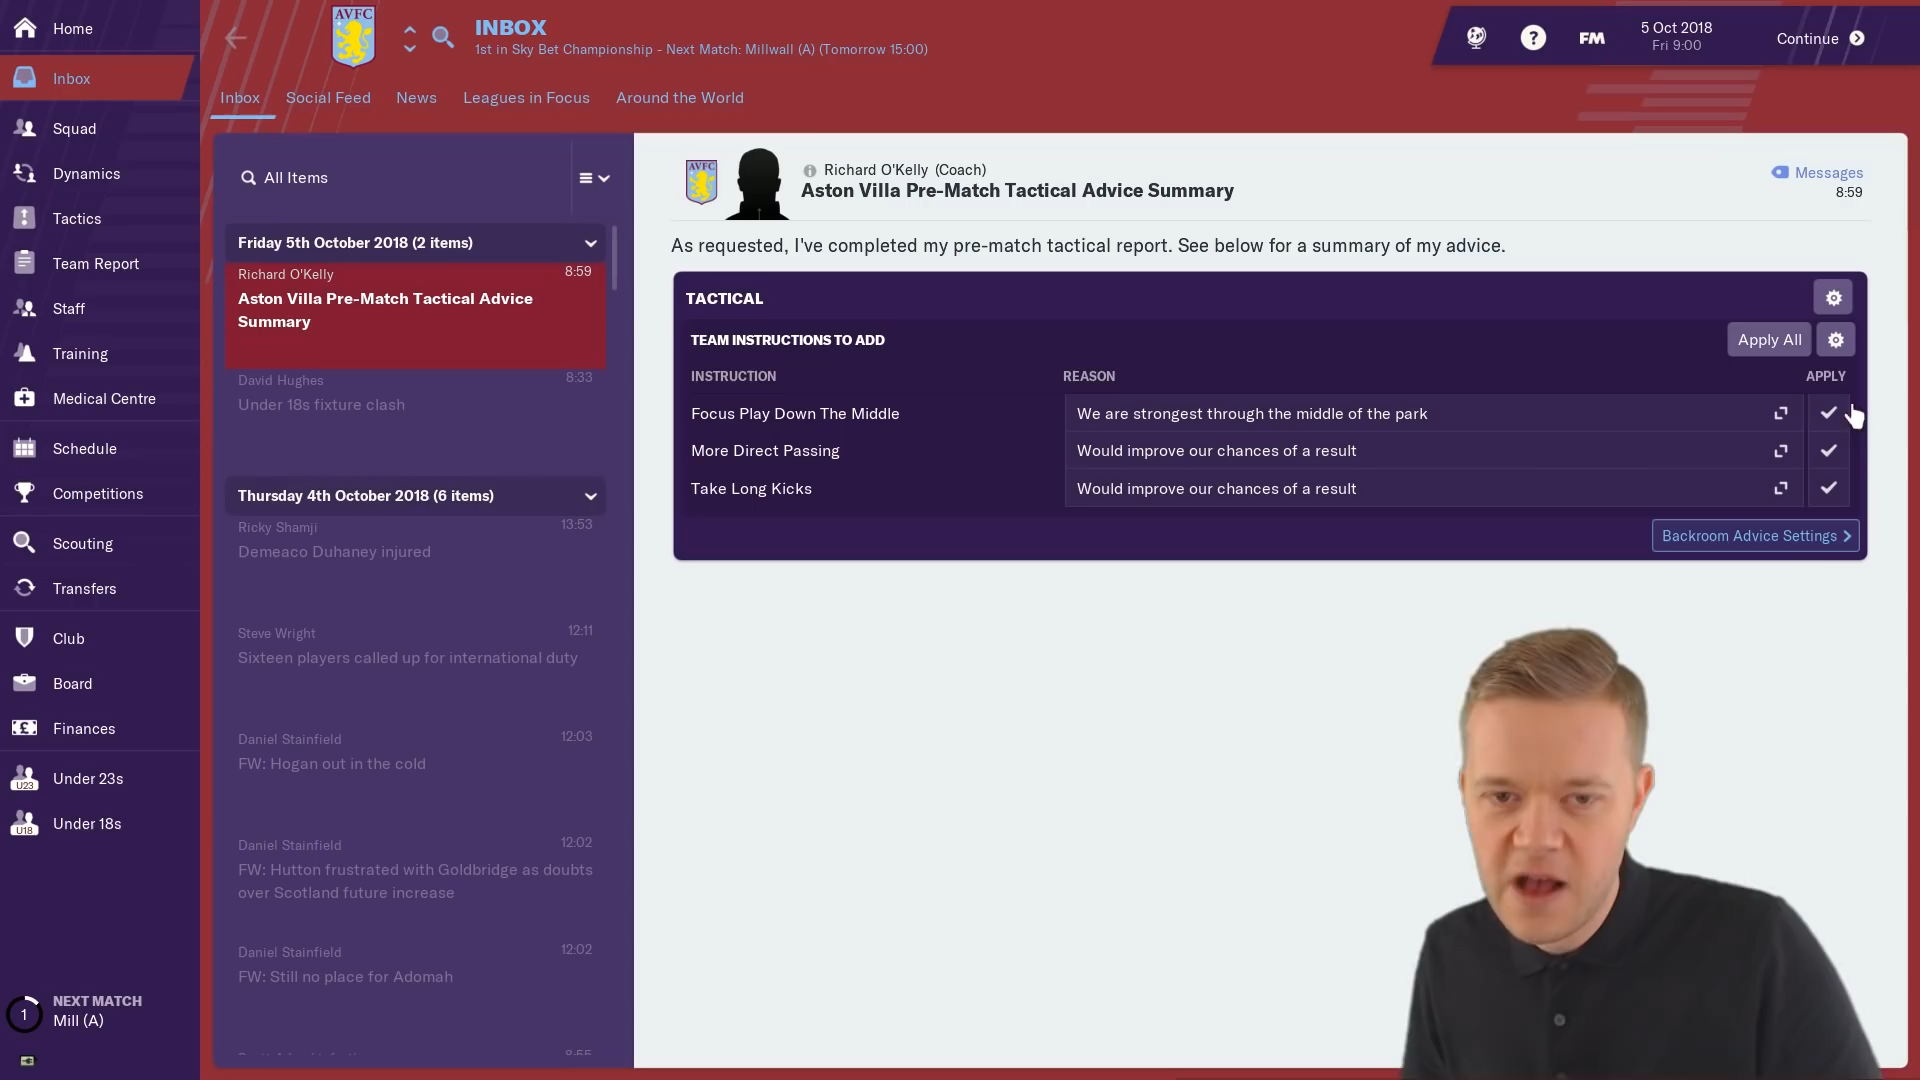 Home
Inbox
Squad
Dynamics
Tactics
Team Report
Staff
Training
Medical Centre
Schedule
Competitions
Scouting
Transfers
Club
Board
Finances
U23
Under 23s
U18
Under 18s
1
NEXT MATCH
Mill (A)
AVFC
INBOX
1st in Sky Bet Championship - Next Match: Millwall (A) (Tomorrow 15:00)
?
FM
5 Oct 2018
Fri 9:00
Continue
Inbox
Social Feed
News
Leagues in Focus
Around the World
All Items
Friday 5th October 2018 (2 items)
Richard O'Kelly
8:59
Aston Villa Pre-Match Tactical Advice
Summary
David Hughes
8:33
Under 18s fixture clash
Thursday 4th October 2018 (6 items)
Ricky Shamji
13:53
Demeaco Duhaney injured
Steve Wright
12:11
Sixteen players called up for international duty
Daniel Stainfield
12:03
FW: Hogan out in the cold
Daniel Stainfield
12:02
FW: Hutton frustrated with Goldbridge as doubts
over Scotland future increase
Daniel Stainfield
12:02
FW: Still no place for Adomah
8:55
AVFC
Richard O'Kelly (Coach)
Aston Villa Pre-Match Tactical Advice Summary
Messages
8:59
As requested, I've completed my pre-match tactical report. See below for a summary of my advice.
TACTICAL
TEAM INSTRUCTIONS TO ADD
Apply All
INSTRUCTION
REASON
APPLY
Focus Play Down The Middle
We are strongest through the middle of the park
More Direct Passing
Would improve our chances of a result
Take Long Kicks
Would improve our chances of a result
Backroom Advice Settings